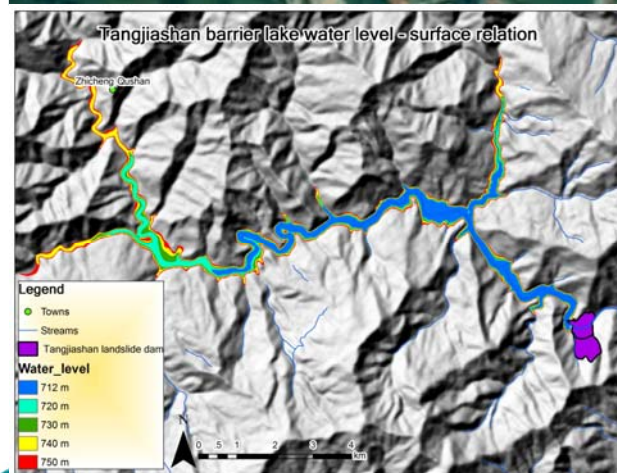 Tangjiashan barrier lake water level - surface relation
Zhicheng Qushan
Legend
Towns
Streams
Tangjiashan landslide dam
Water_level
712 m
720 m
730 m
740 m
750 m
N
0 .5 1 2 3 4
km